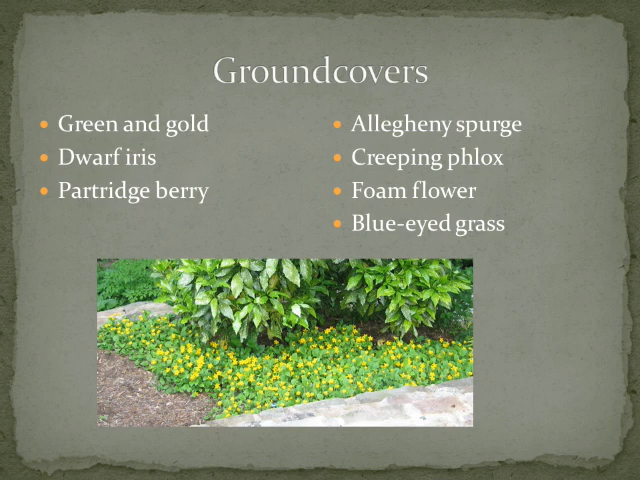 Groundcovers
• Green and gold
• Dwarf iris
• Partridge berry
• Allegheny spurge
• Creeping phlox
• Foam flower
• Blue-eyed grass